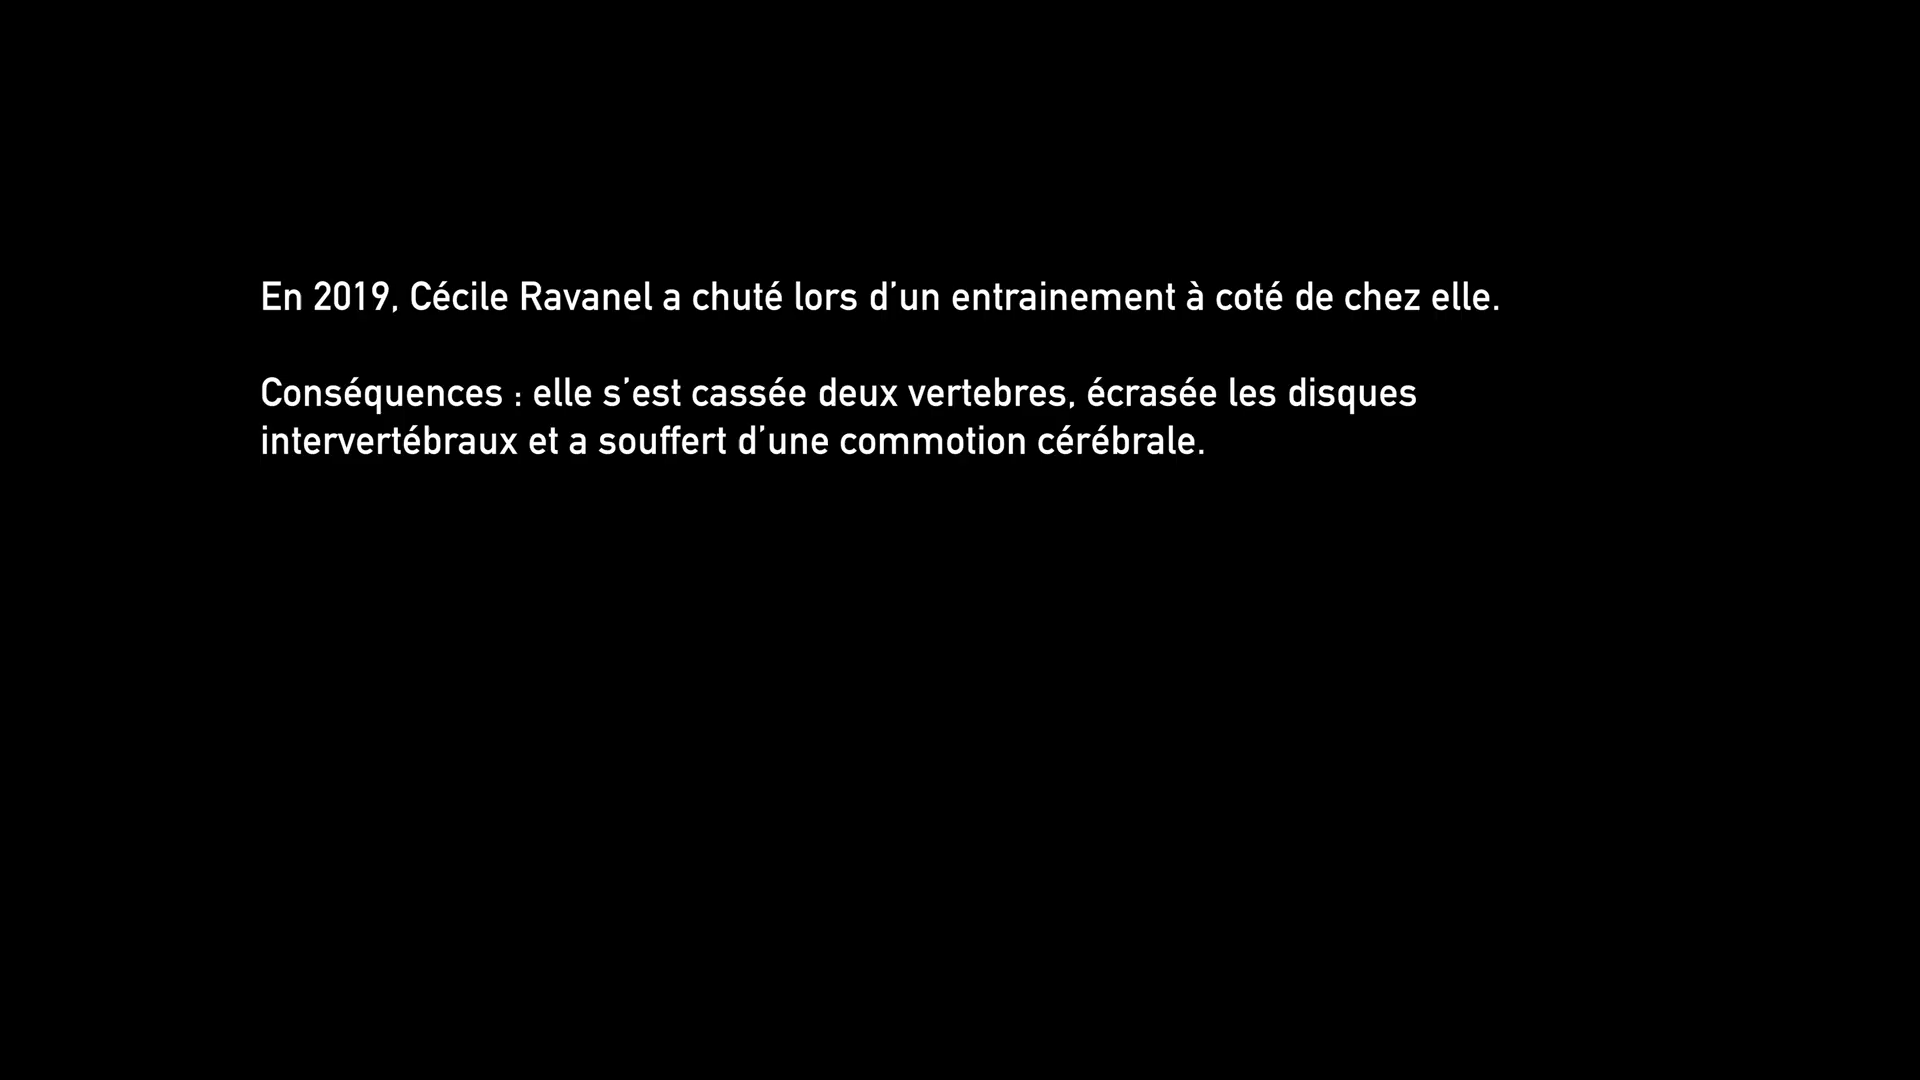 En 2019, Cécile Ravanel a chuté lors d’un entrainement à coté de chez elle.
Conséquences : elle s’est cassée deux vertebres, écrasée les disques
intervertébraux et a souffert d’une commotion cérébrale.